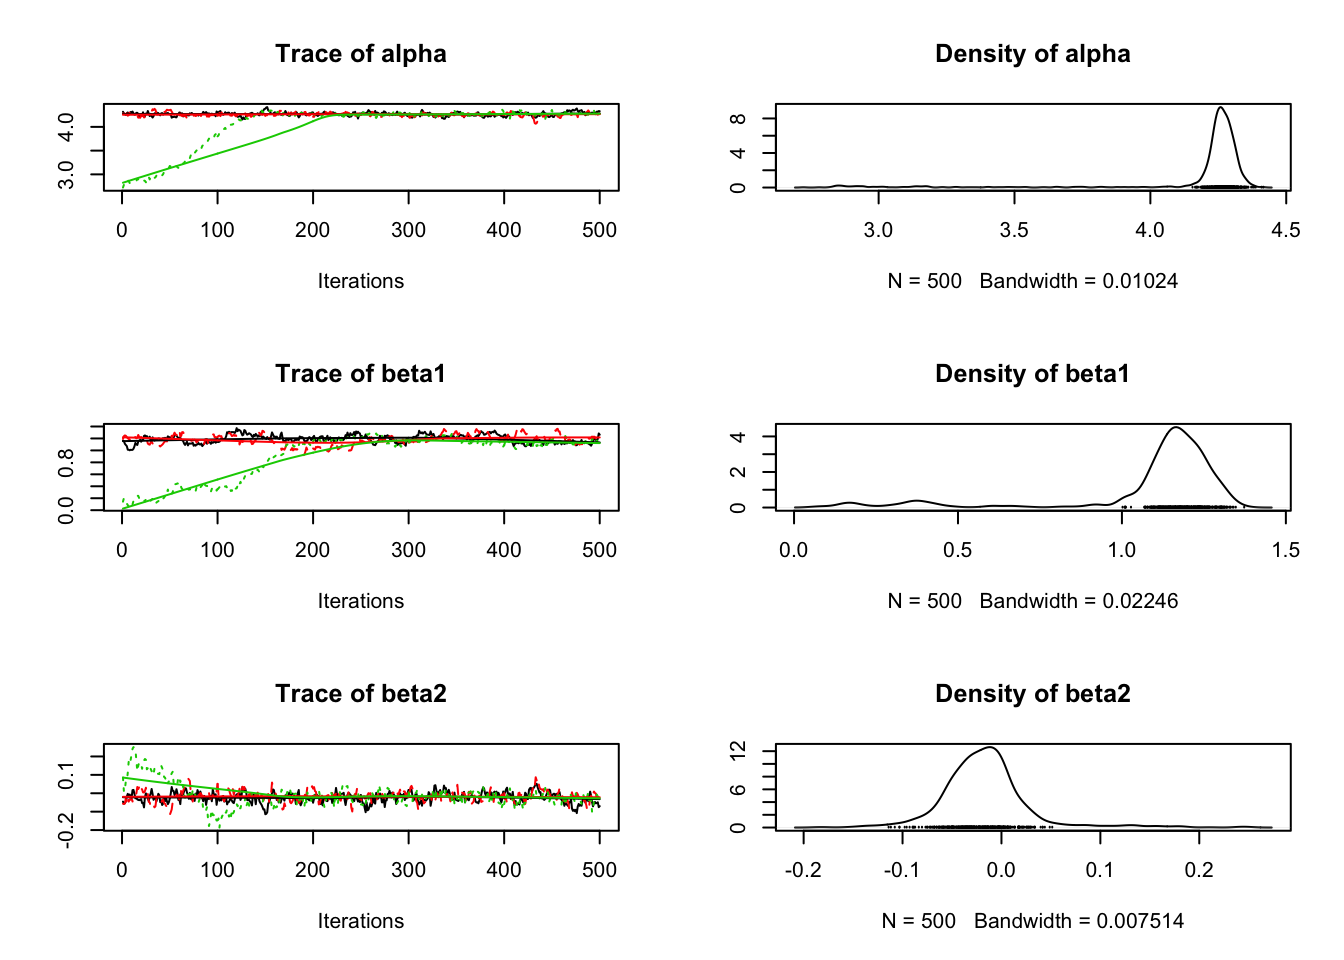 Trace of alpha
3.0 4.0
0 100 200 300 400 500
Iterations
Density of alpha
0 4 8
3.0 3.5 4.0 4.5
N = 500 Bandwidth = 0.01024
Trace of beta1
0.0 0.8
0 100 200 300 400 500
Iterations
Density of beta1
0 2 4
0.0 0.5 1.0 1.5
N = 500 Bandwidth = 0.02246
Trace of beta2
-0.2 0.1
0 100 200 300 400 500
Iterations
Density of beta2
0 6 12
-0.2 -0.1 0.0 0.1 0.2
N = 500 Bandwidth = 0.007514